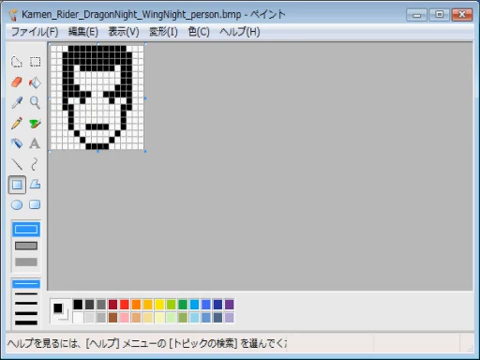 Kamen_Rider_DragonNight_WingNight_person.bmp - ペイント
ファイル(F) 編集(E) 表示(V) 変形(I) 色(C) ヘルプ(H)
A
ヘルプを見るには、[ヘルプ] メニューの [トピックの検索] を選んでくだ